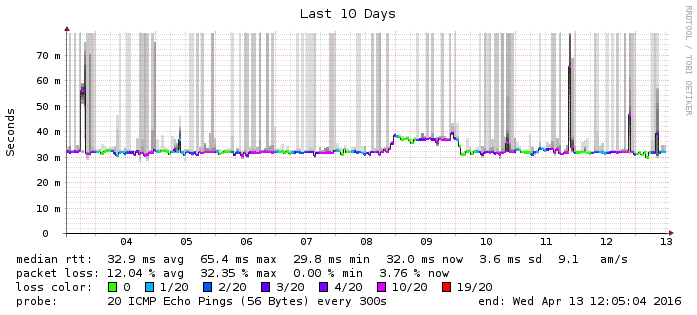 Last 10 Days
RRDTOOL / TOBI OETIKER
Seconds
70 m
60 m
50 m
40 m
30 m
20 m
10 m
0
04 05 06 07 08 09 10 11 12 13
median rtt: 32.9 ms avg 65.4 ms max 29.8 ms min 32.0 ms now 3.6 ms sd 9.1 am/s
packet loss: 12.04 % avg 32.35 % max 0.00 % min 3.76 % now
loss color: 0 1/20 2/20 3/20 4/20 10/20 19/20
probe: 20 ICMP Echo Pings (56 Bytes) every 300s end: Wed Apr 13 12:05:04 2016